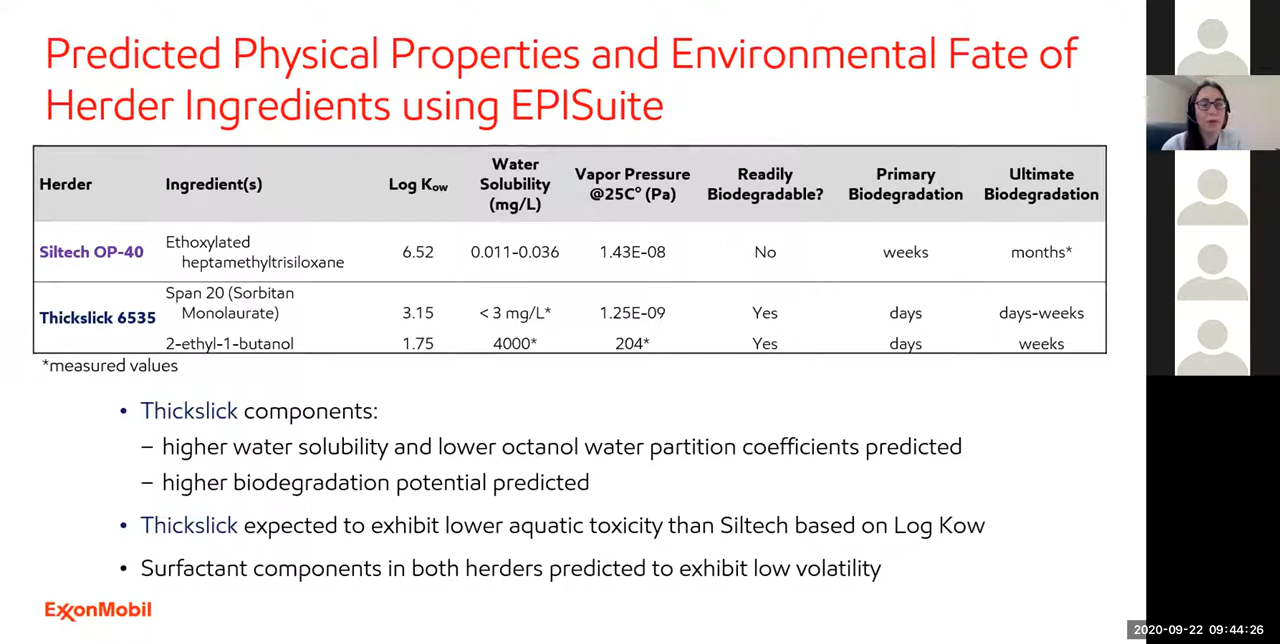 Predicted Physical Properties and Environmental Fate of
Herder Ingredients using EPISuite
Herder Ingredient(s) Log Kow Water Solubility (mg/L) Vapor Pressure @25C° (Pa) Readily Biodegradable? Primary Biodegradation Ultimate Biodegradation
Siltech OP-40 Ethoxylated heptamethyltrisiloxane 6.52 0.011-0.036 1.43E-08 No weeks months*
Thickslick 6535 Span 20 (Sorbitan Monolaurate) 3.15 < 3 mg/L* 1.25E-09 Yes days days-weeks
2-ethyl-1-butanol 1.75 4000* 204* Yes days weeks
*measured values
• Thickslick components:
– higher water solubility and lower octanol water partition coefficients predicted
– higher biodegradation potential predicted
• Thickslick expected to exhibit lower aquatic toxicity than Siltech based on Log Kow
• Surfactant components in both herders predicted to exhibit low volatility
ExxonMobil
2020-09-22 09:44:26